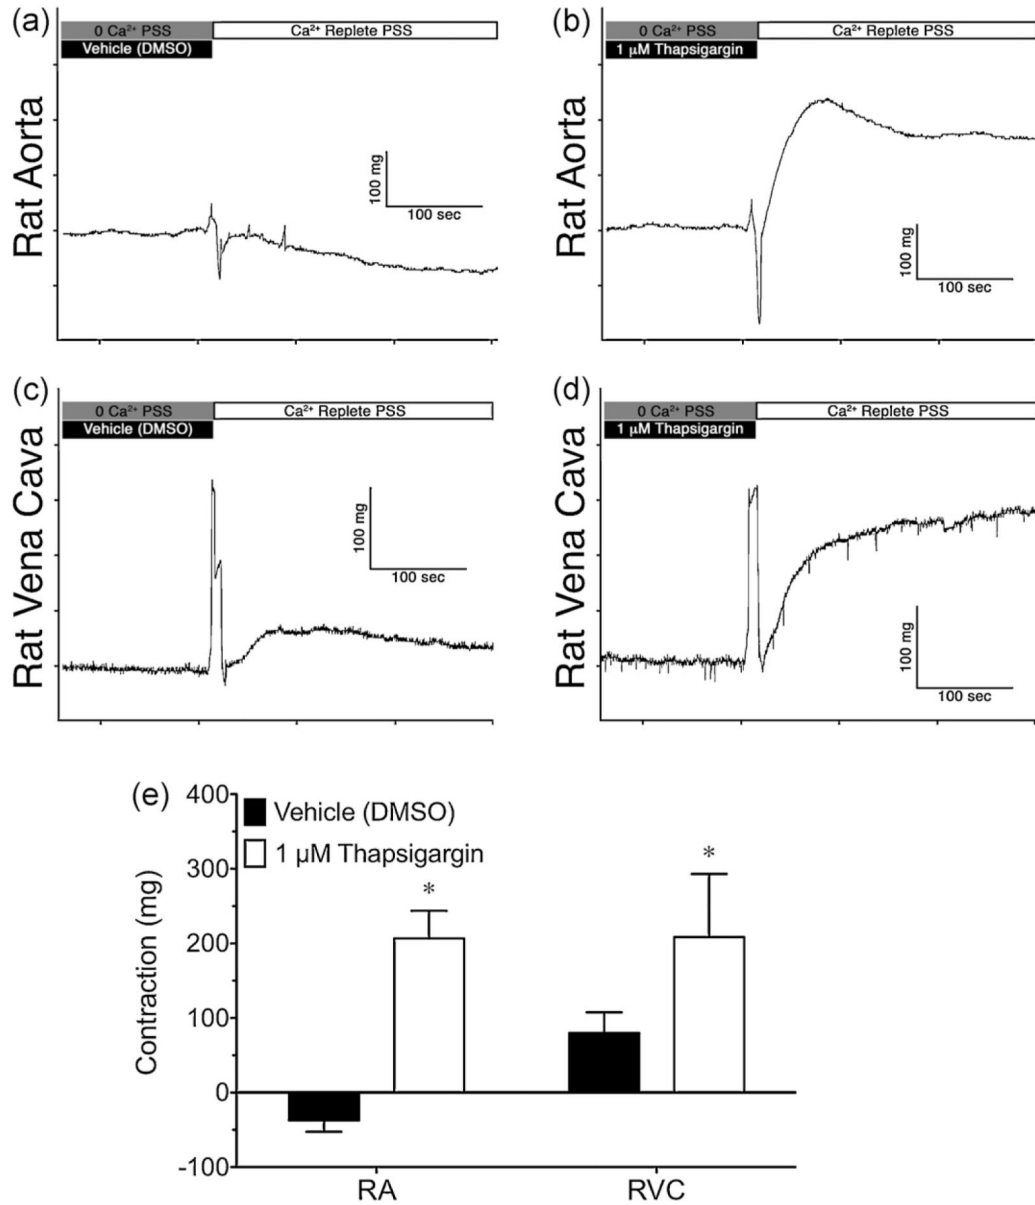 (a)
0 Ca²⁺ PSS
Ca²⁺ Replete PSS
Vehicle (DMSO)
Rat Aorta
100 mg
100 sec
(b)
0 Ca²⁺ PSS
Ca²⁺ Replete PSS
1 µM Thapsigargin
Rat Aorta
100 mg
100 sec
(c)
0 Ca²⁺ PSS
Ca²⁺ Replete PSS
Vehicle (DMSO)
Rat Vena Cava
100 mg
100 sec
(d)
0 Ca²⁺ PSS
Ca²⁺ Replete PSS
1 µM Thapsigargin
Rat Vena Cava
100 mg
100 sec
(e)
Contraction (mg)
400
300
200
100
0
-100
Vehicle (DMSO)
1 µM Thapsigargin
*
*
RA
RVC